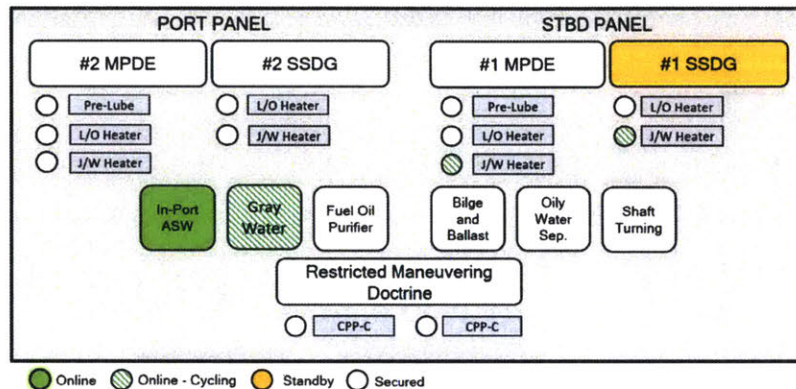 PORT PANEL
STBD PANEL
#2 MPDE
#2 SSDG
#1 MPDE
#1 SSDG
Pre-Lube
L/O Heater
J/W Heater
L/O Heater
J/W Heater
Pre-Lube
L/O Heater
J/W Heater
L/O Heater
J/W Heater
In-Port
ASW
Gray
Water
Fuel Oil
Purifier
Bilge
and
Ballast
Oily
Water
Sep.
Shaft
Turning
Restricted Maneuvering
Doctrine
CPP-C
CPP-C
Online
Online - Cycling
Standby
Secured